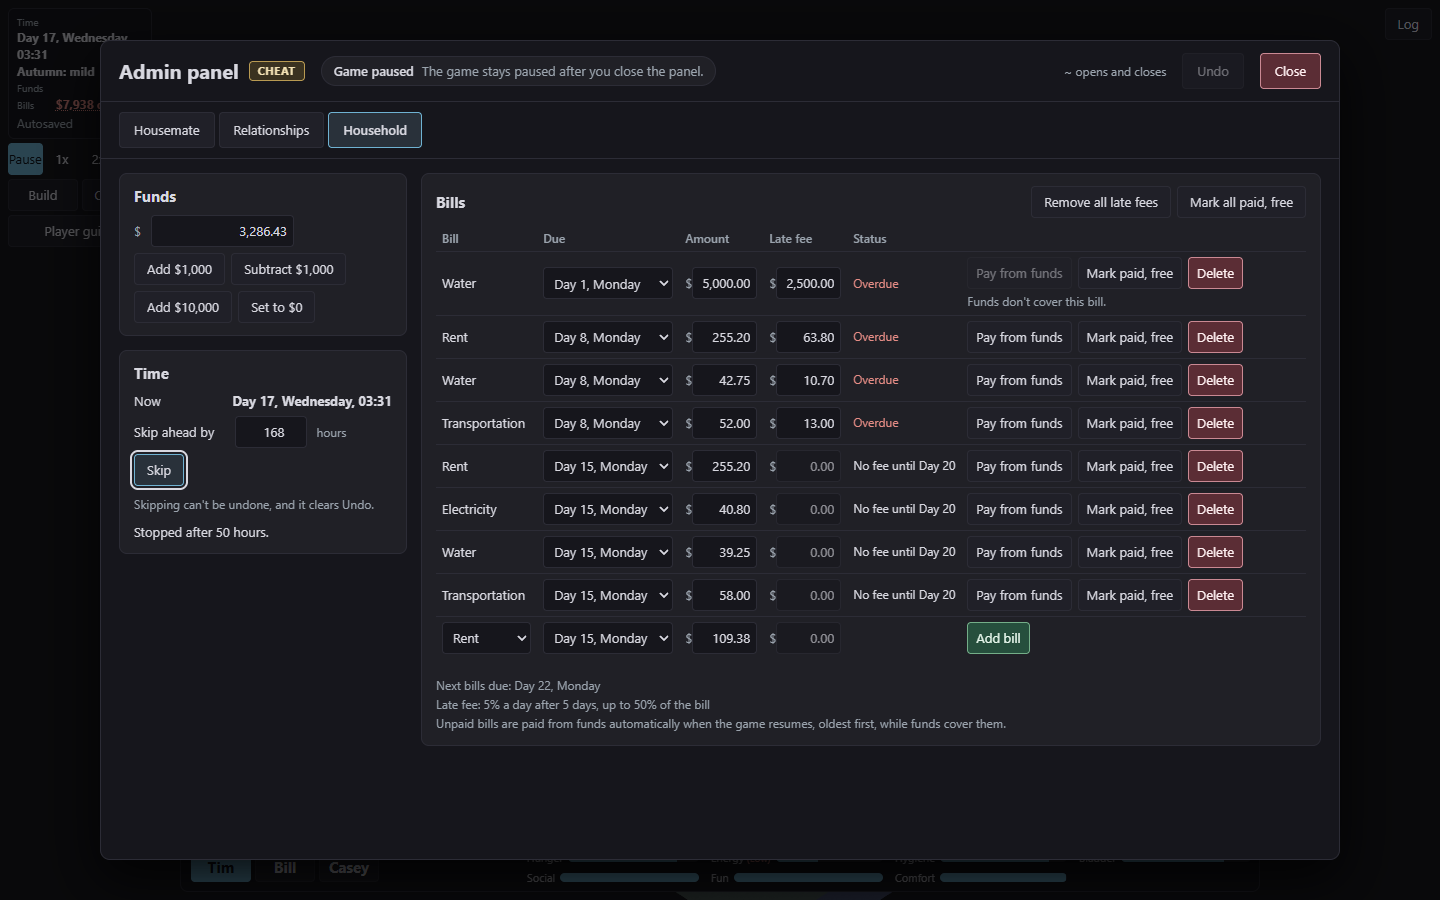 Time
Day 17, Wednesday
03:31
Autumn: mild
Funds
Bills $7,938
Autosaved
Pause 1x
Build
Player gui
Log
Admin panel CHEAT Game paused The game stays paused after you close the panel. ~ opens and closes Undo Close
Housemate Relationships Household
Funds
$ 3,286.43
Add $1,000 Subtract $1,000
Add $10,000 Set to $0
Time
Now Day 17, Wednesday, 03:31
Skip ahead by 168 hours
Skip
Skipping can't be undone, and it clears Undo.
Stopped after 50 hours.
Bills Remove all late fees Mark all paid, free
Bill Due Amount Late fee Status
Water Day 1, Monday $ 5,000.00 $ 2,500.00 Overdue Pay from funds Mark paid, free Delete
Funds don't cover this bill.
Rent Day 8, Monday $ 255.20 $ 63.80 Overdue Pay from funds Mark paid, free Delete
Water Day 8, Monday $ 42.75 $ 10.70 Overdue Pay from funds Mark paid, free Delete
Transportation Day 8, Monday $ 52.00 $ 13.00 Overdue Pay from funds Mark paid, free Delete
Rent Day 15, Monday $ 255.20 $ 0.00 No fee until Day 20 Pay from funds Mark paid, free Delete
Electricity Day 15, Monday $ 40.80 $ 0.00 No fee until Day 20 Pay from funds Mark paid, free Delete
Water Day 15, Monday $ 39.25 $ 0.00 No fee until Day 20 Pay from funds Mark paid, free Delete
Transportation Day 15, Monday $ 58.00 $ 0.00 No fee until Day 20 Pay from funds Mark paid, free Delete
Rent Day 15, Monday $ 109.38 $ 0.00 Add bill
Next bills due: Day 22, Monday
Late fee: 5% a day after 5 days, up to 50% of the bill
Unpaid bills are paid from funds automatically when the game resumes, oldest first, while funds cover them.
Tim Bill Casey
Social Fun Comfort